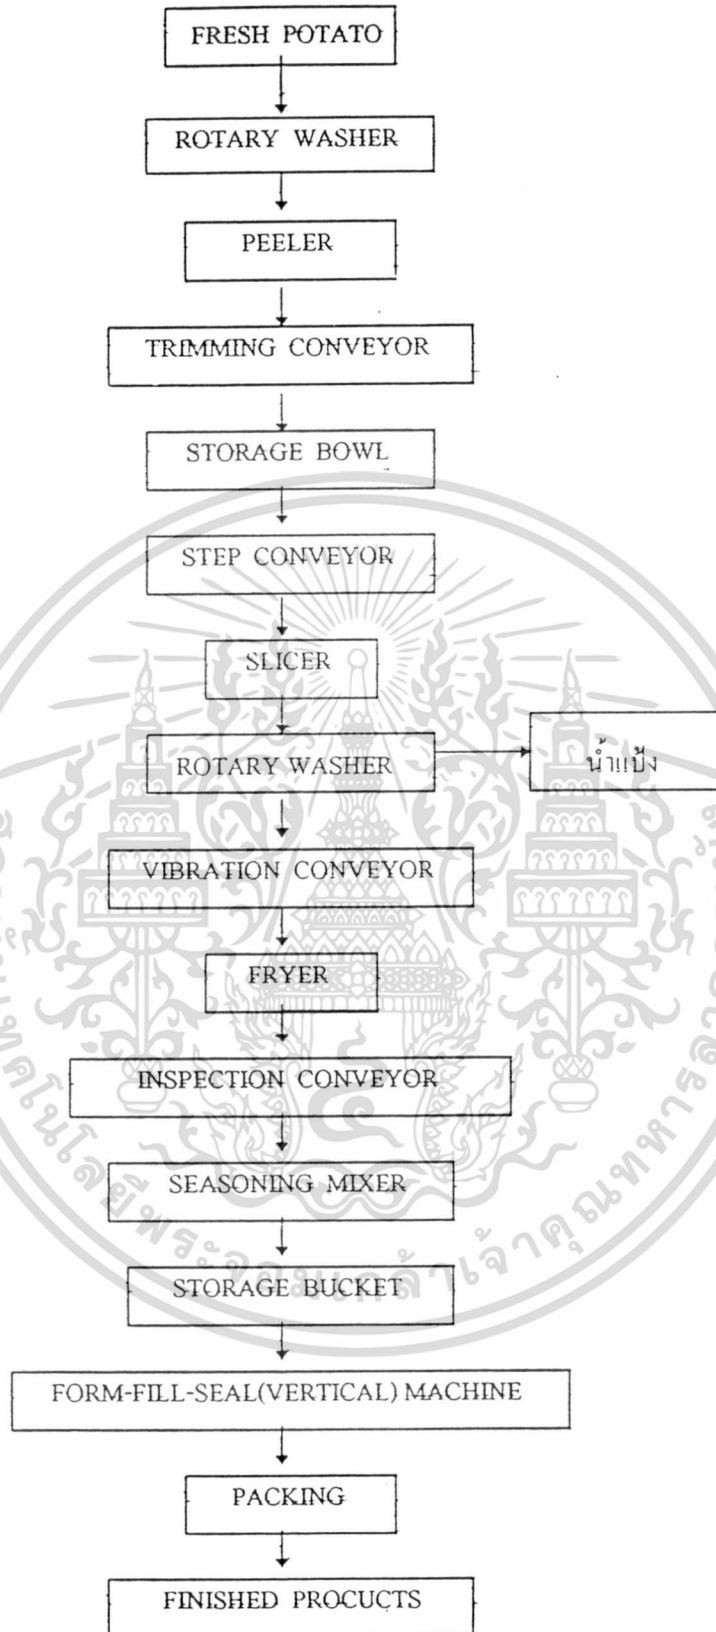 FRESH POTATO
ROTARY WASHER
PEELER
TRIMMING CONVEYOR
STORAGE BOWL
STEP CONVEYOR
SLICER
ROTARY WASHER
น้ำแป้ง
VIBRATION CONVEYOR
FRYER
INSPECTION CONVEYOR
SEASONING MIXER
STORAGE BUCKET
FORM-FILL-SEAL(VERTICAL) MACHINE
PACKING
FINISHED PROCUCTS